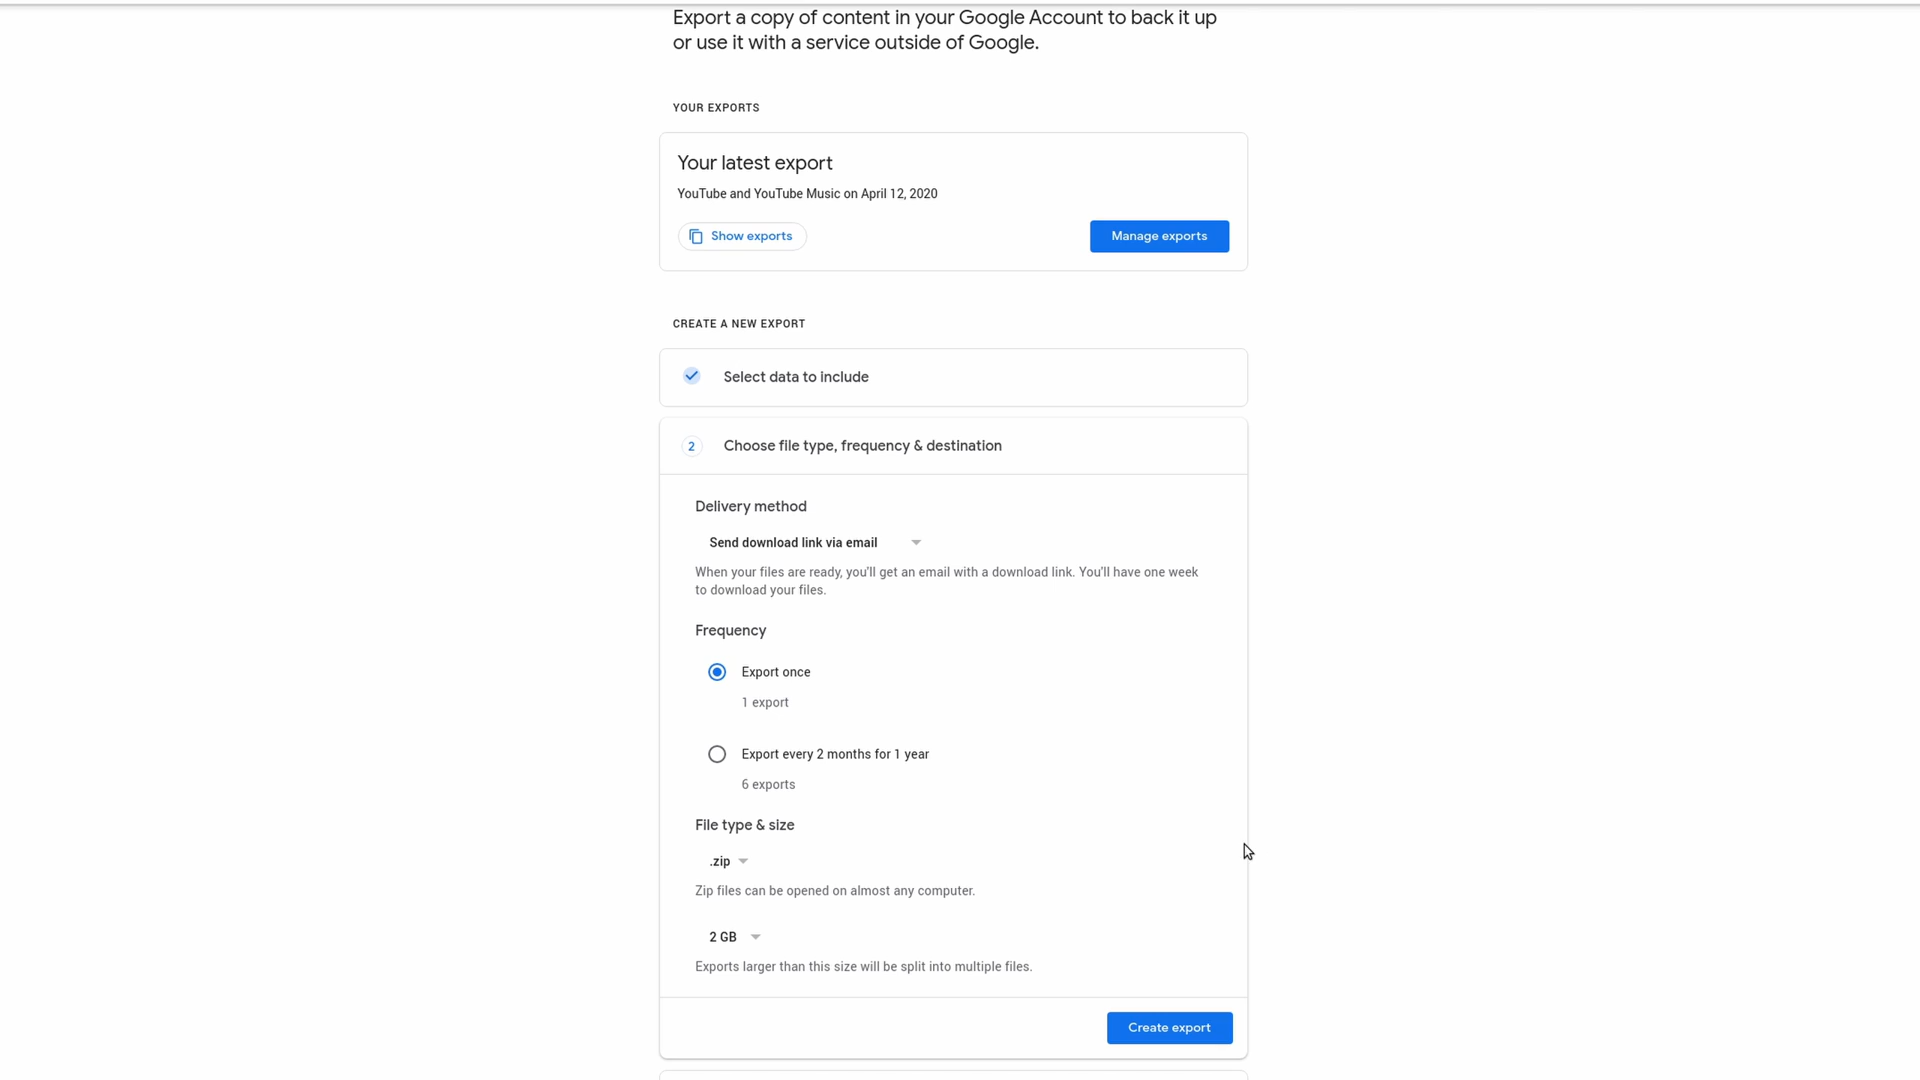 Export a copy of content in your Google Account to back it up
or use it with a service outside of Google.
YOUR EXPORTS
Your latest export
YouTube and YouTube Music on April 12, 2020
Show exports
Manage exports
CREATE A NEW EXPORT
Select data to include
2
Choose file type, frequency & destination
Delivery method
Send download link via email
When your files are ready, you'll get an email with a download link. You'll have one week
to download your files.
Frequency
Export once
1 export
Export every 2 months for 1 year
6 exports
File type & size
.zip
Zip files can be opened on almost any computer.
2 GB
Exports larger than this size will be split into multiple files.
Create export